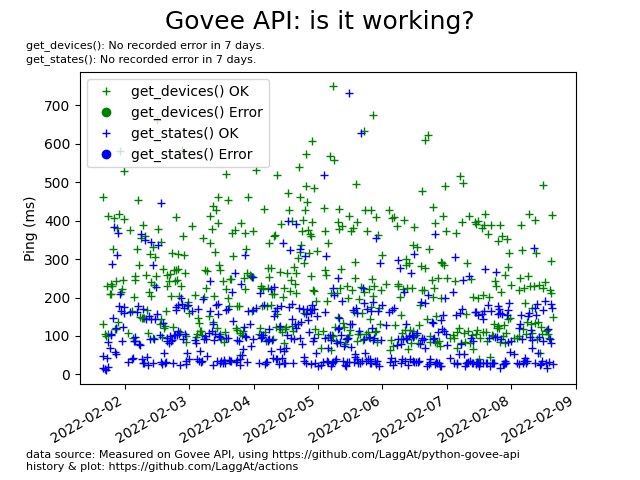 Govee API: is it working?
get_devices(): No recorded error in 7 days.
get_states(): No recorded error in 7 days.
get_devices() OK
get_devices() Error
get_states() OK
get_states() Error
Ping (ms)
700
600
500
400
300
200
100
0
2022-02-02
2022-02-03
2022-02-04
2022-02-05
2022-02-06
2022-02-07
2022-02-08
2022-02-09
data source: Measured on Govee API, using https://github.com/LaggAt/python-govee-api
history & plot: https://github.com/LaggAt/actions